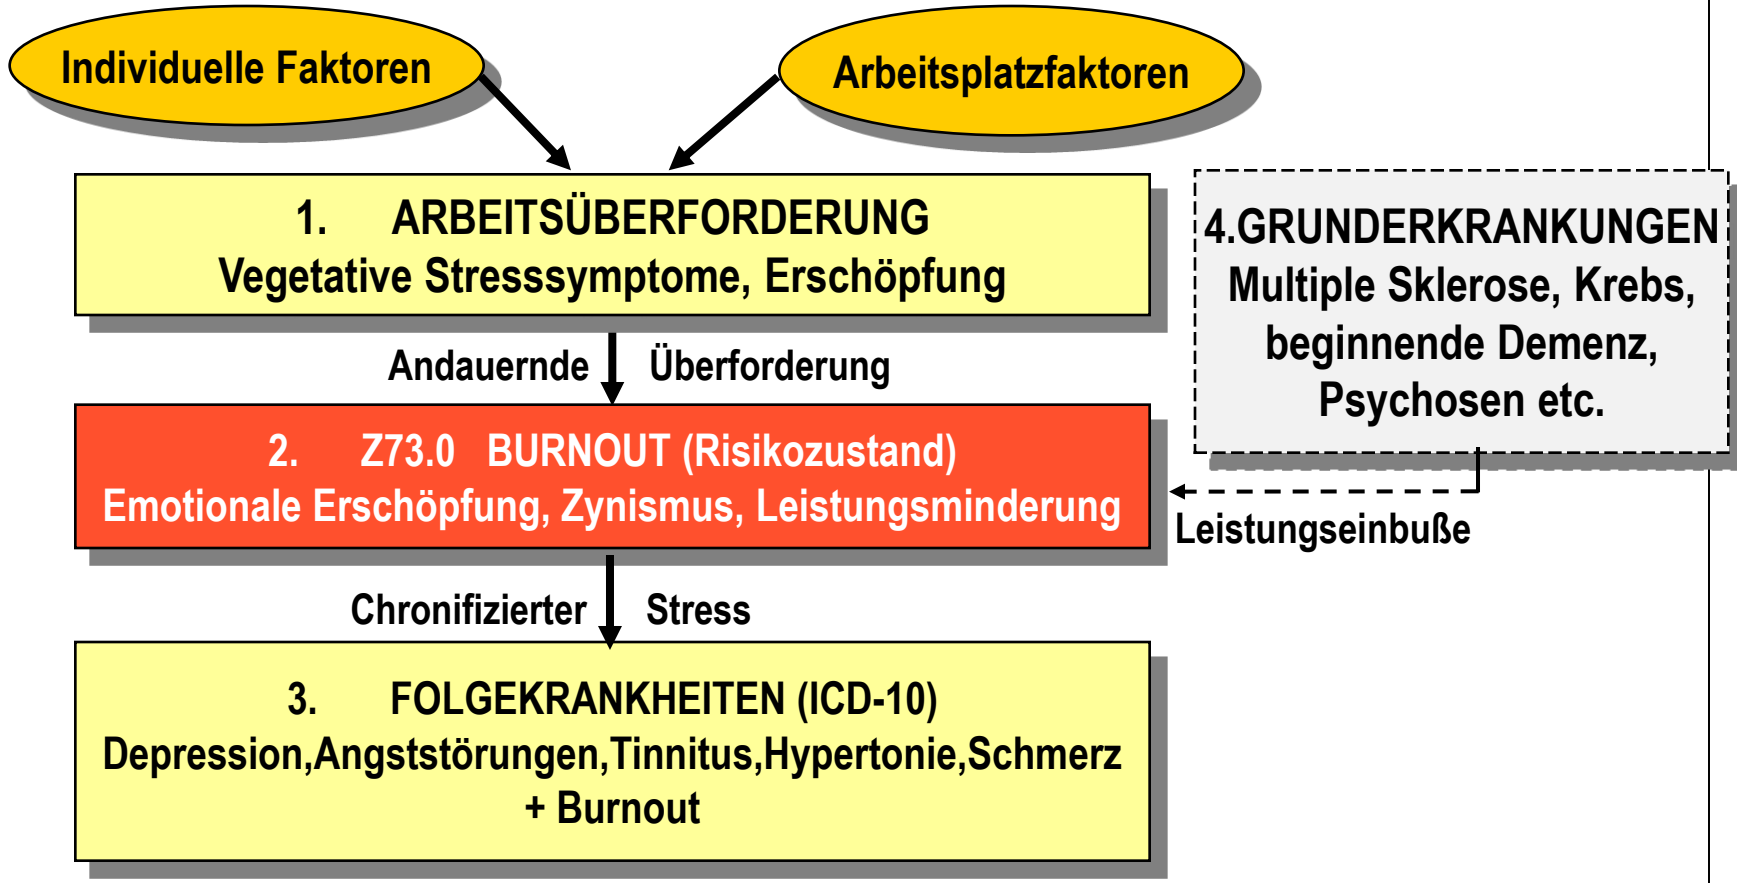 Individuelle Faktoren
Arbeitsplatzfaktoren
1. ARBEITSÜBERFORDERUNG
Vegetative Stresssymptome, Erschöpfung
4.GRUNDERKRANKUNGEN
Multiple Sklerose, Krebs,
beginnende Demenz,
Psychosen etc.
Andauernde Überforderung
2. Z73.0 BURNOUT (Risikozustand)
Emotionale Erschöpfung, Zynismus, Leistungsminderung
Leistungseinbuße
Chronifizierter Stress
3. FOLGEKRANKHEITEN (ICD-10)
Depression,Angststörungen,Tinnitus,Hypertonie,Schmerz
+ Burnout